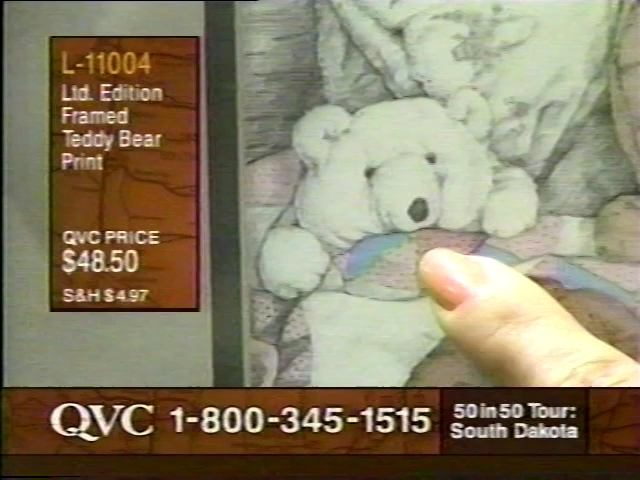 L-11004
Ltd. Edition
Framed
Teddy Bear
Print
QVC PRICE
$48.50
S&H $4.97
QVC 1-800-345-1515
50 in 50 Tour:
South Dakota